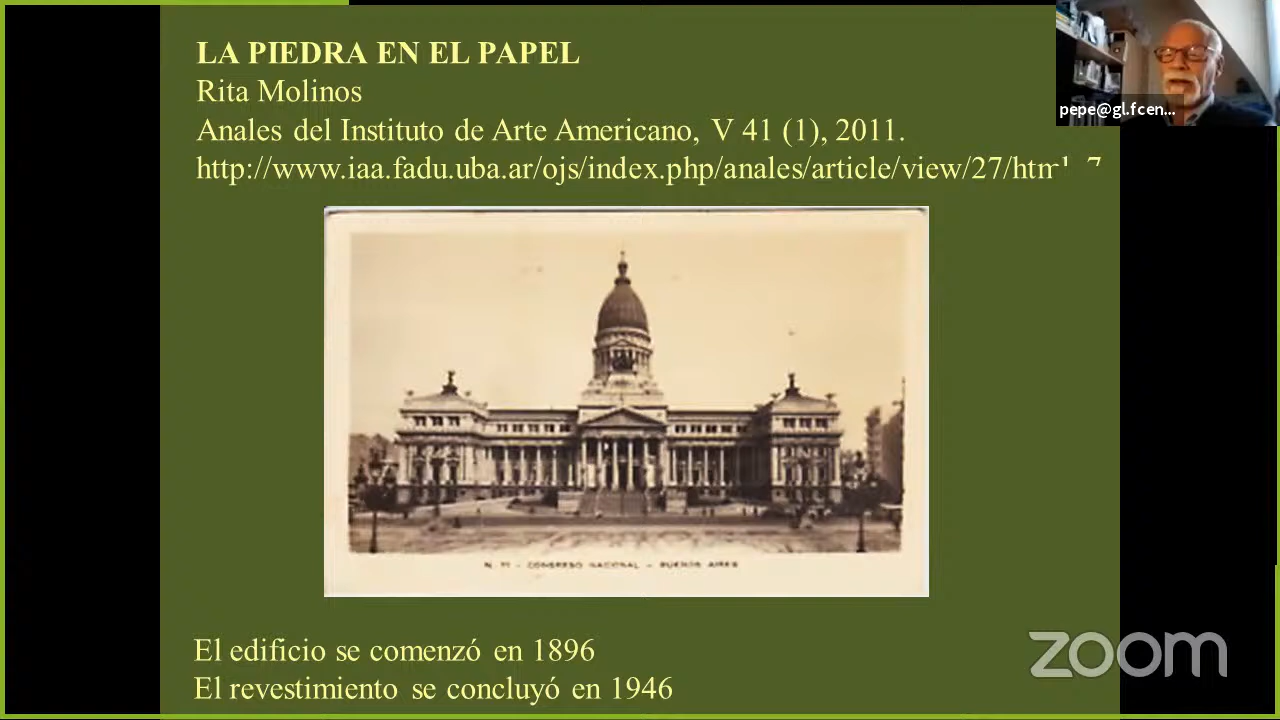 LA PIEDRA EN EL PAPEL
Rita Molinos
Anales del Instituto de Arte Americano, V 41 (1), 2011.
http://www.iaa.fadu.uba.ar/ojs/index.php/anales/article/view/27/htm
pepe@gl.fcen...
CONGRESO NACIONAL - BUENOS AIRES
El edificio se comenzó en 1896
El revestimiento se concluyó en 1946
zoom